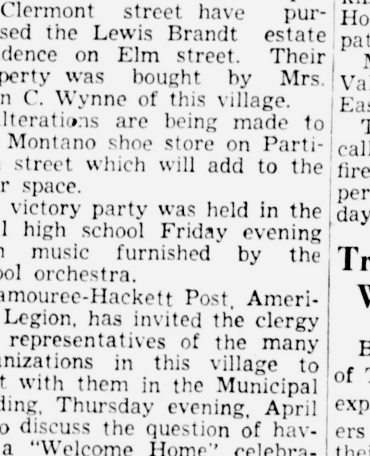 Clermont street have pur-
sed the Lewis Brandt estate
dence on Elm street. Their
perty was bought by Mrs.
n C. Wynne of this village.
lterations are being made to
Montano shoe store on Parti-
street which will add to the
r space.
victory party was held in the
l high school Friday evening
music furnished by the
ool orchestra.
amouree-Hackett Post, Ameri-
Legion, has invited the clergy
representatives of the many
nizations in this village to
t with them in the Municipal
ding, Thursday evening, April
o discuss the question of hav-
a "Welcome Home" celebra-
Ho
pat
Val
Eas
call
fire
per
day
Tr
W
B
of
exp
ers